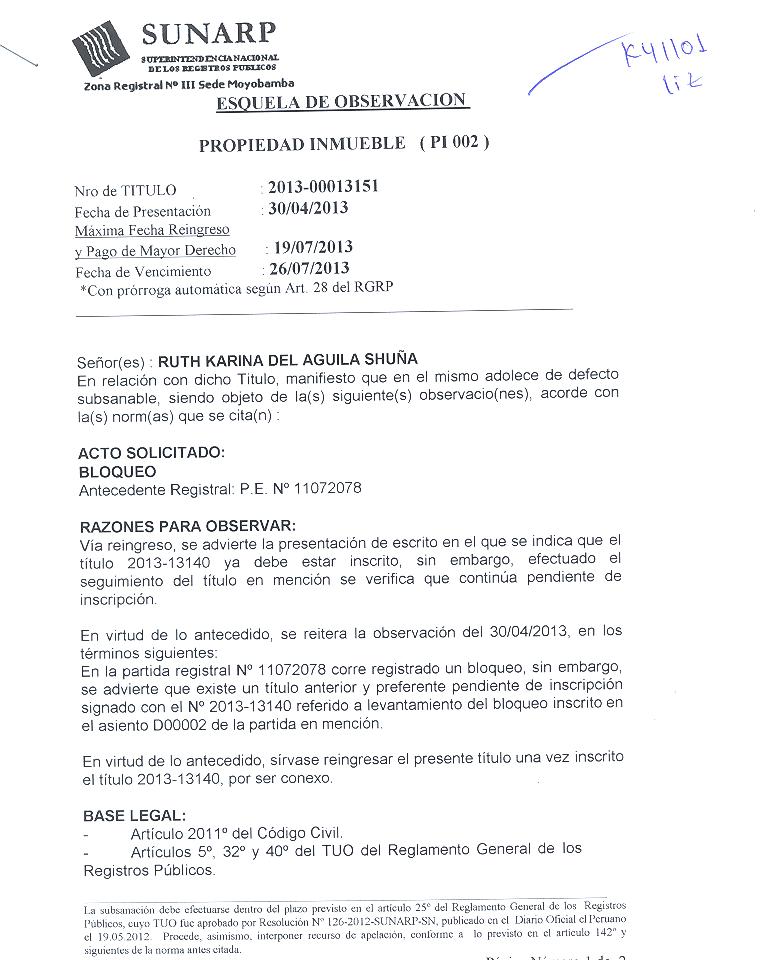 SUNARP
SUPERINTENDENCIA NACIONAL
DE LOS REGISTROS PUBLICOS
Zona Registral Nº III Sede Moyobamba
K41101
ESQUELA DE OBSERVACION
PROPIEDAD INMUEBLE ( PI 002 )
Nro de TITULO : 2013-00013151
Fecha de Presentación : 30/04/2013
Máxima Fecha Reingreso
y Pago de Mayor Derecho : 19/07/2013
Fecha de Vencimiento : 26/07/2013
*Con prórroga automática según Art. 28 del RGRP
Señor(es) : RUTH KARINA DEL AGUILA SHUÑA
En relación con dicho Titulo, manifiesto que en el mismo adolece de defecto
subsanable, siendo objeto de la(s) siguiente(s) observacio(nes), acorde con
la(s) norm(as) que se cita(n) :
ACTO SOLICITADO:
BLOQUEO
Antecedente Registral: P.E. Nº 11072078
RAZONES PARA OBSERVAR:
Vía reingreso, se advierte la presentación de escrito en el que se indica que el
título 2013-13140 ya debe estar inscrito, sin embargo, efectuado el
seguimiento del título en mención se verifica que continúa pendiente de
inscripción.
En virtud de lo antecedido, se reitera la observación del 30/04/2013, en los
términos siguientes:
En la partida registral Nº 11072078 corre registrado un bloqueo, sin embargo,
se advierte que existe un título anterior y preferente pendiente de inscripción
signado con el Nº 2013-13140 referido a levantamiento del bloqueo inscrito en
el asiento D00002 de la partida en mención.
En virtud de lo antecedido, sírvase reingresar el presente título una vez inscrito
el título 2013-13140, por ser conexo.
BASE LEGAL:
- Artículo 2011º del Código Civil.
- Artículos 5º, 32º y 40º del TUO del Reglamento General de los
Registros Públicos.
La subsanación debe efectuarse dentro del plazo previsto en el artículo 25º del Reglamento General de los Registros
Públicos, cuyo TUO fue aprobado por Resolución Nº 126-2012-SUNARP-SN, publicado en el Diario Oficial el Peruano
el 19.05.2012. Procede, asimismo, interponer recurso de apelación, conforme a lo previsto en el artículo 142º y
siguientes de la norma antes citada.